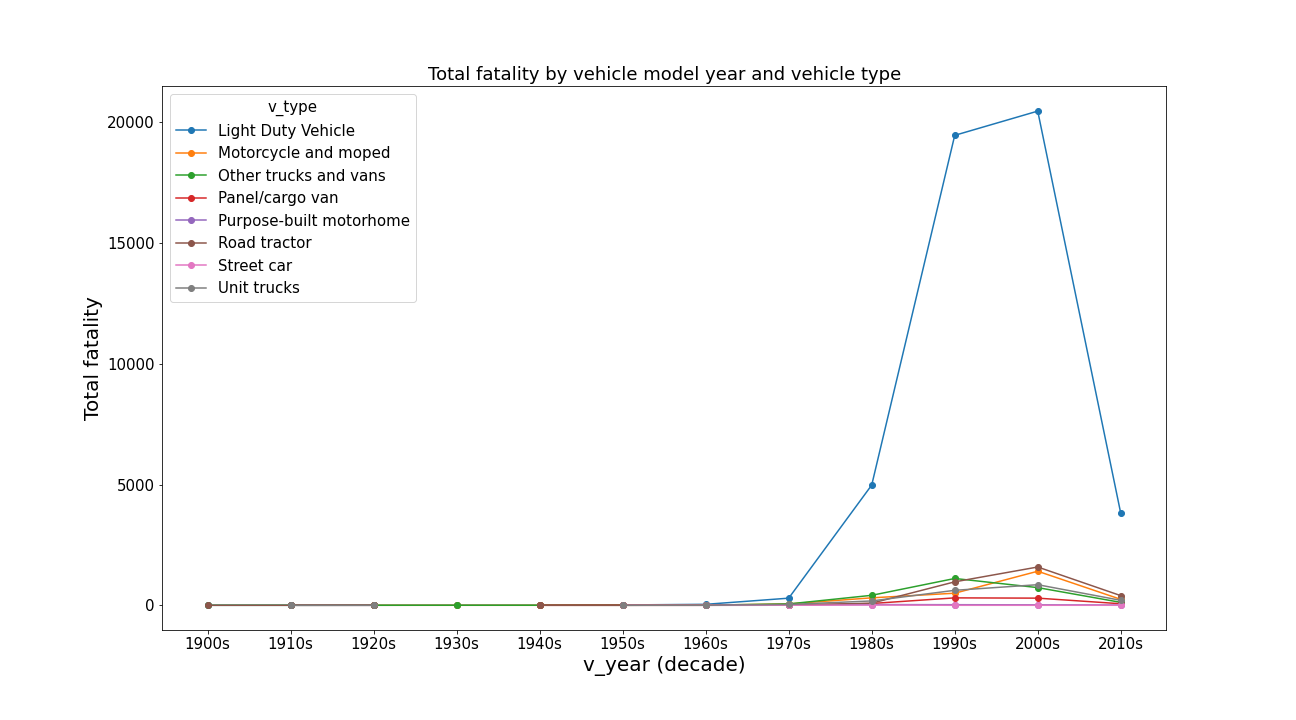 Total fatality by vehicle model year and vehicle type
v_type
Light Duty Vehicle
Motorcycle and moped
Other trucks and vans
Panel/cargo van
Purpose-built motorhome
Road tractor
Street car
Unit trucks
Total fatality
20000
15000
10000
5000
0
1900s 1910s 1920s 1930s 1940s 1950s 1960s 1970s 1980s 1990s 2000s 2010s
v_year (decade)